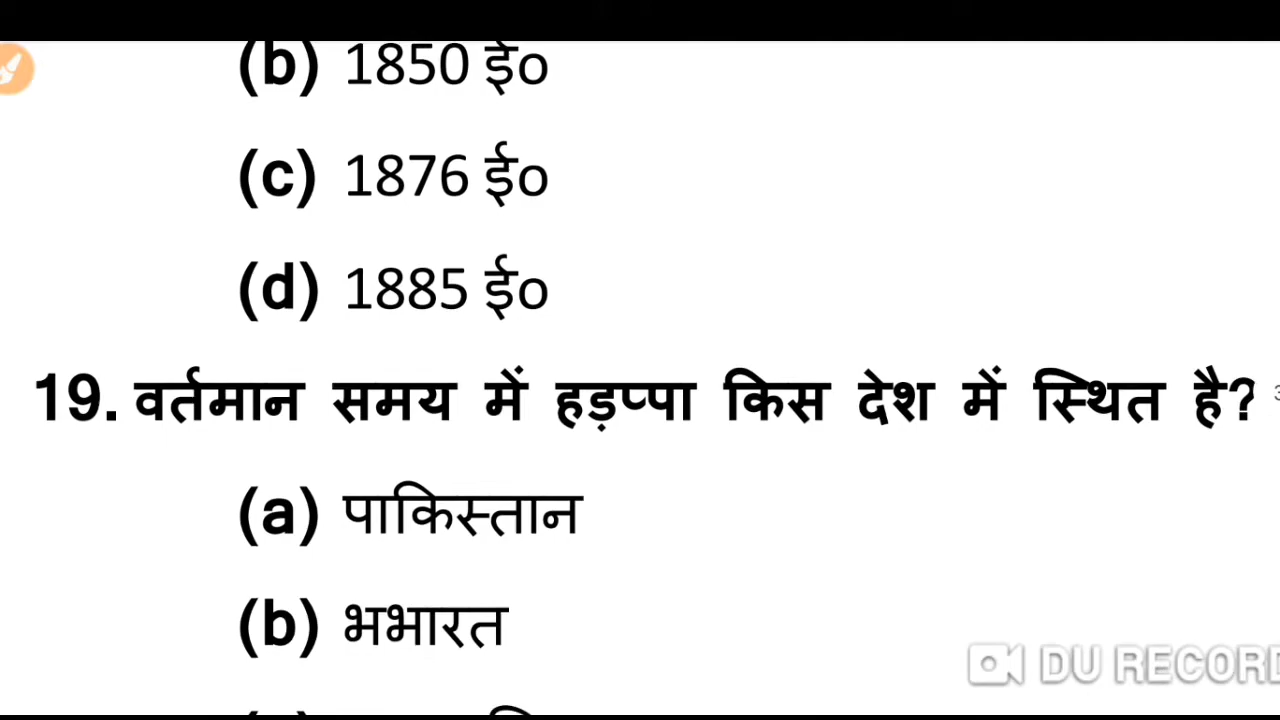 (b) 1850 ई०
(c) 1876 ई०
(d) 1885 ई०
19. वर्तमान समय में हड़प्पा किस देश में स्थित है?
(a) पाकिस्तान
(b) भभारत
DU RECORD